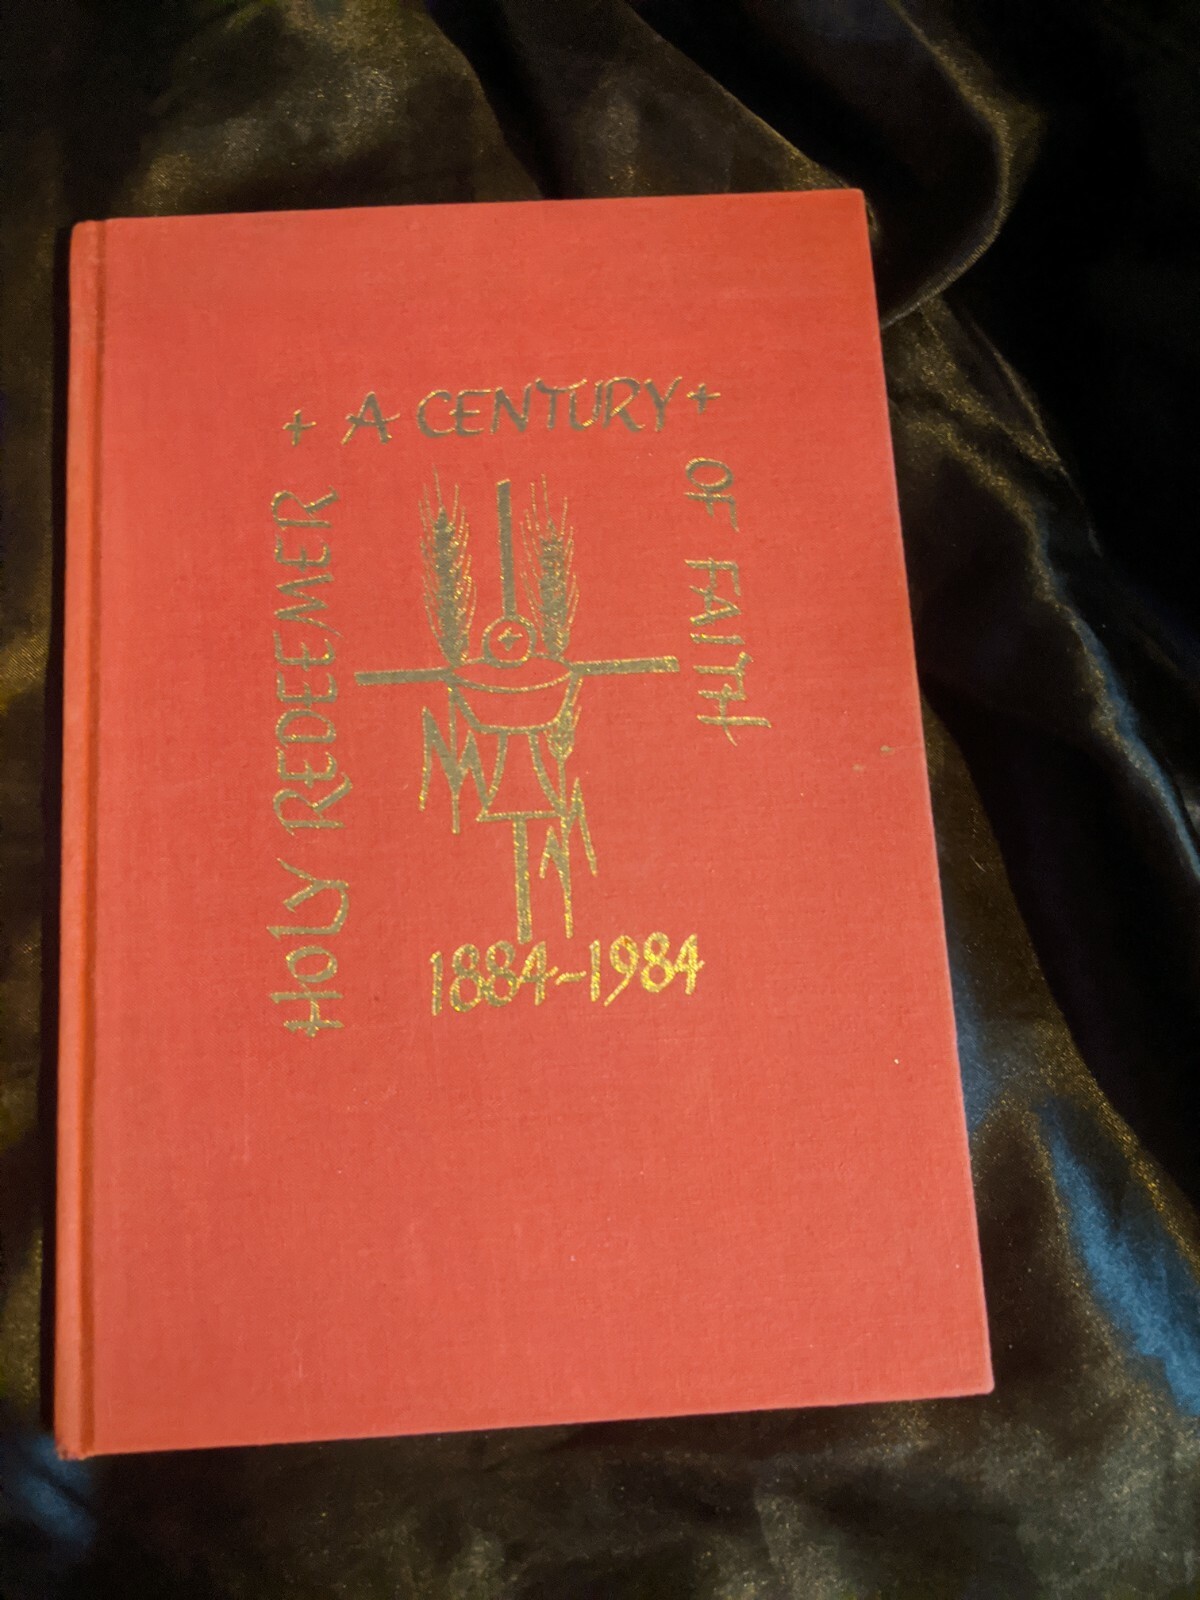 HOLY REDEEMER
+ A CENTURY +
OF FAITH
1884-1984